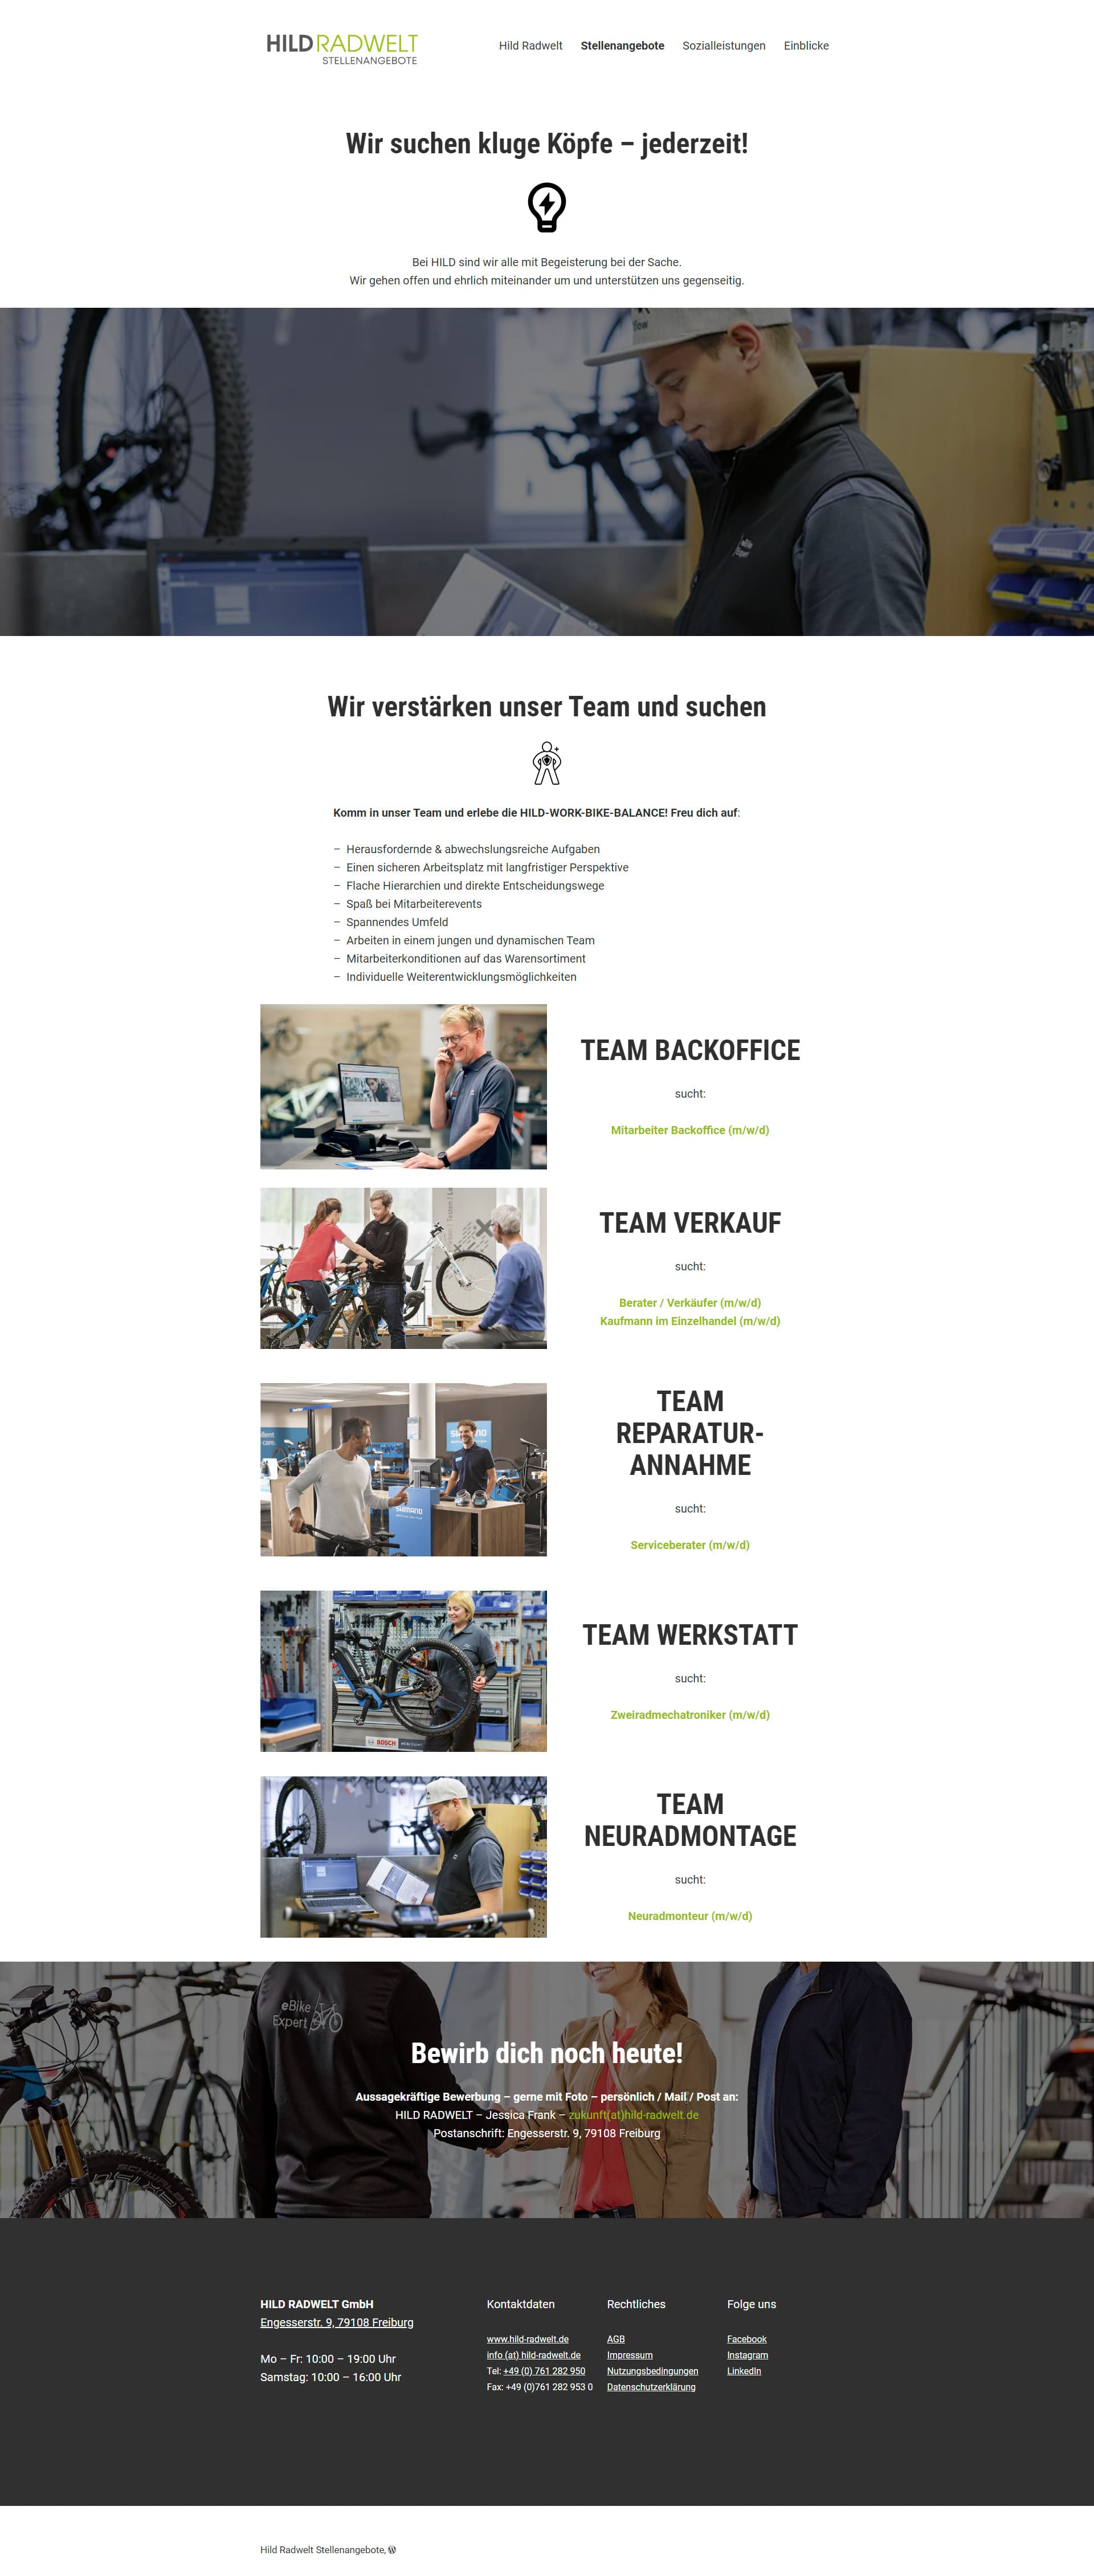 HILD RADWELT
STELLENANGEBOTE
Hild Radwelt Stellenangebote Sozialleistungen Einblicke
Wir suchen kluge Köpfe – jederzeit!
Bei HILD sind wir alle mit Begeisterung bei der Sache.
Wir gehen offen und ehrlich miteinander um und unterstützen uns gegenseitig.
Wir verstärken unser Team und suchen
Komm in unser Team und erlebe die HILD-WORK-BIKE-BALANCE! Freu dich auf:
– Herausfordernde & abwechslungsreiche Aufgaben
– Einen sicheren Arbeitsplatz mit langfristiger Perspektive
– Flache Hierarchien und direkte Entscheidungswege
– Spaß bei Mitarbeiterevents
– Spannendes Umfeld
– Arbeiten in einem jungen und dynamischen Team
– Mitarbeiterkonditionen auf das Warensortiment
– Individuelle Weiterentwicklungsmöglichkeiten
TEAM BACKOFFICE
sucht:
Mitarbeiter Backoffice (m/w/d)
TEAM VERKAUF
sucht:
Berater / Verkäufer (m/w/d)
Kaufmann im Einzelhandel (m/w/d)
TEAM
REPARATUR-
ANNAHME
sucht:
Serviceberater (m/w/d)
SHIMANO
TEAM WERKSTATT
sucht:
Zweiradmechatroniker (m/w/d)
BOSCH
TEAM
NEURADMONTAGE
sucht:
Neuradmonteur (m/w/d)
eBike
Expert
Bewirb dich noch heute!
Aussagekräftige Bewerbung – gerne mit Foto – persönlich / Mail / Post an:
HILD RADWELT – Jessica Frank – zukunft(at)hild-radwelt.de
Postanschrift: Engesserstr. 9, 79108 Freiburg
SCHWALBE
HILD RADWELT GmbH
Engesserstr. 9, 79108 Freiburg
Mo – Fr: 10:00 – 19:00 Uhr
Samstag: 10:00 – 16:00 Uhr
Kontaktdaten
www.hild-radwelt.de
info (at) hild-radwelt.de
Tel: +49 (0) 761 282 950
Fax: +49 (0)761 282 953 0
Rechtliches
AGB
Impressum
Nutzungsbedingungen
Datenschutzerklärung
Folge uns
Facebook
Instagram
LinkedIn
Hild Radwelt Stellenangebote,